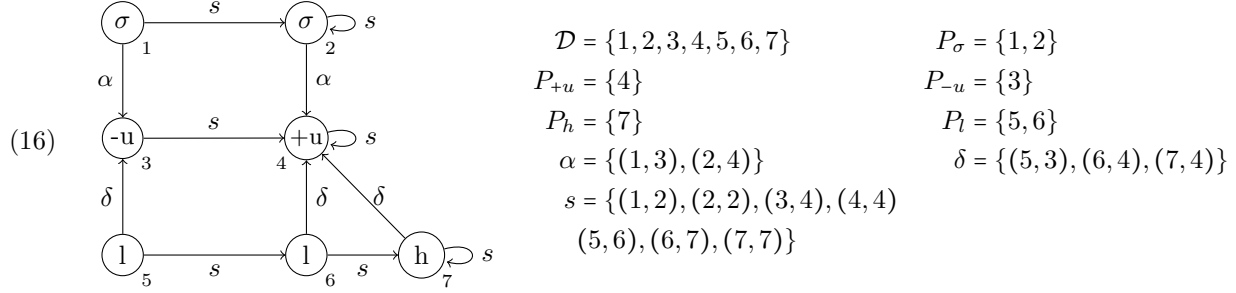 σ s σ s
1 2
α α
(16) -u s +u s
3 4
δ δ δ
l s l s h s
5 6 7
𝒟 = {1, 2, 3, 4, 5, 6, 7} P_σ = {1, 2}
P_{+u} = {4} P_{-u} = {3}
P_h = {7} P_l = {5, 6}
α = {(1, 3), (2, 4)} δ = {(5, 3), (6, 4), (7, 4)}
s = {(1, 2), (2, 2), (3, 4), (4, 4)
(5, 6), (6, 7), (7, 7)}